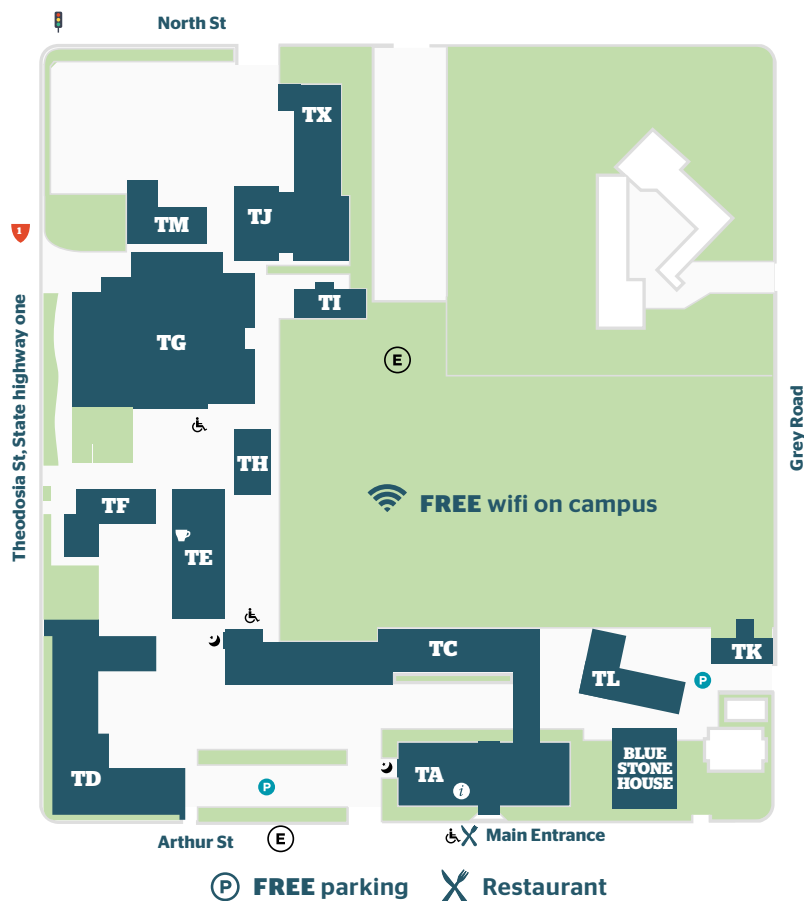 North St
TX
TM
TJ
1
TI
TG
E
Theodosia St, State highway one
Grey Road
TH
FREE wifi on campus
TF
TE
TC
TK
TL
P
BLUE
STONE
HOUSE
TD
TA
i
P
Arthur St
E
Main Entrance
P FREE parking
Restaurant